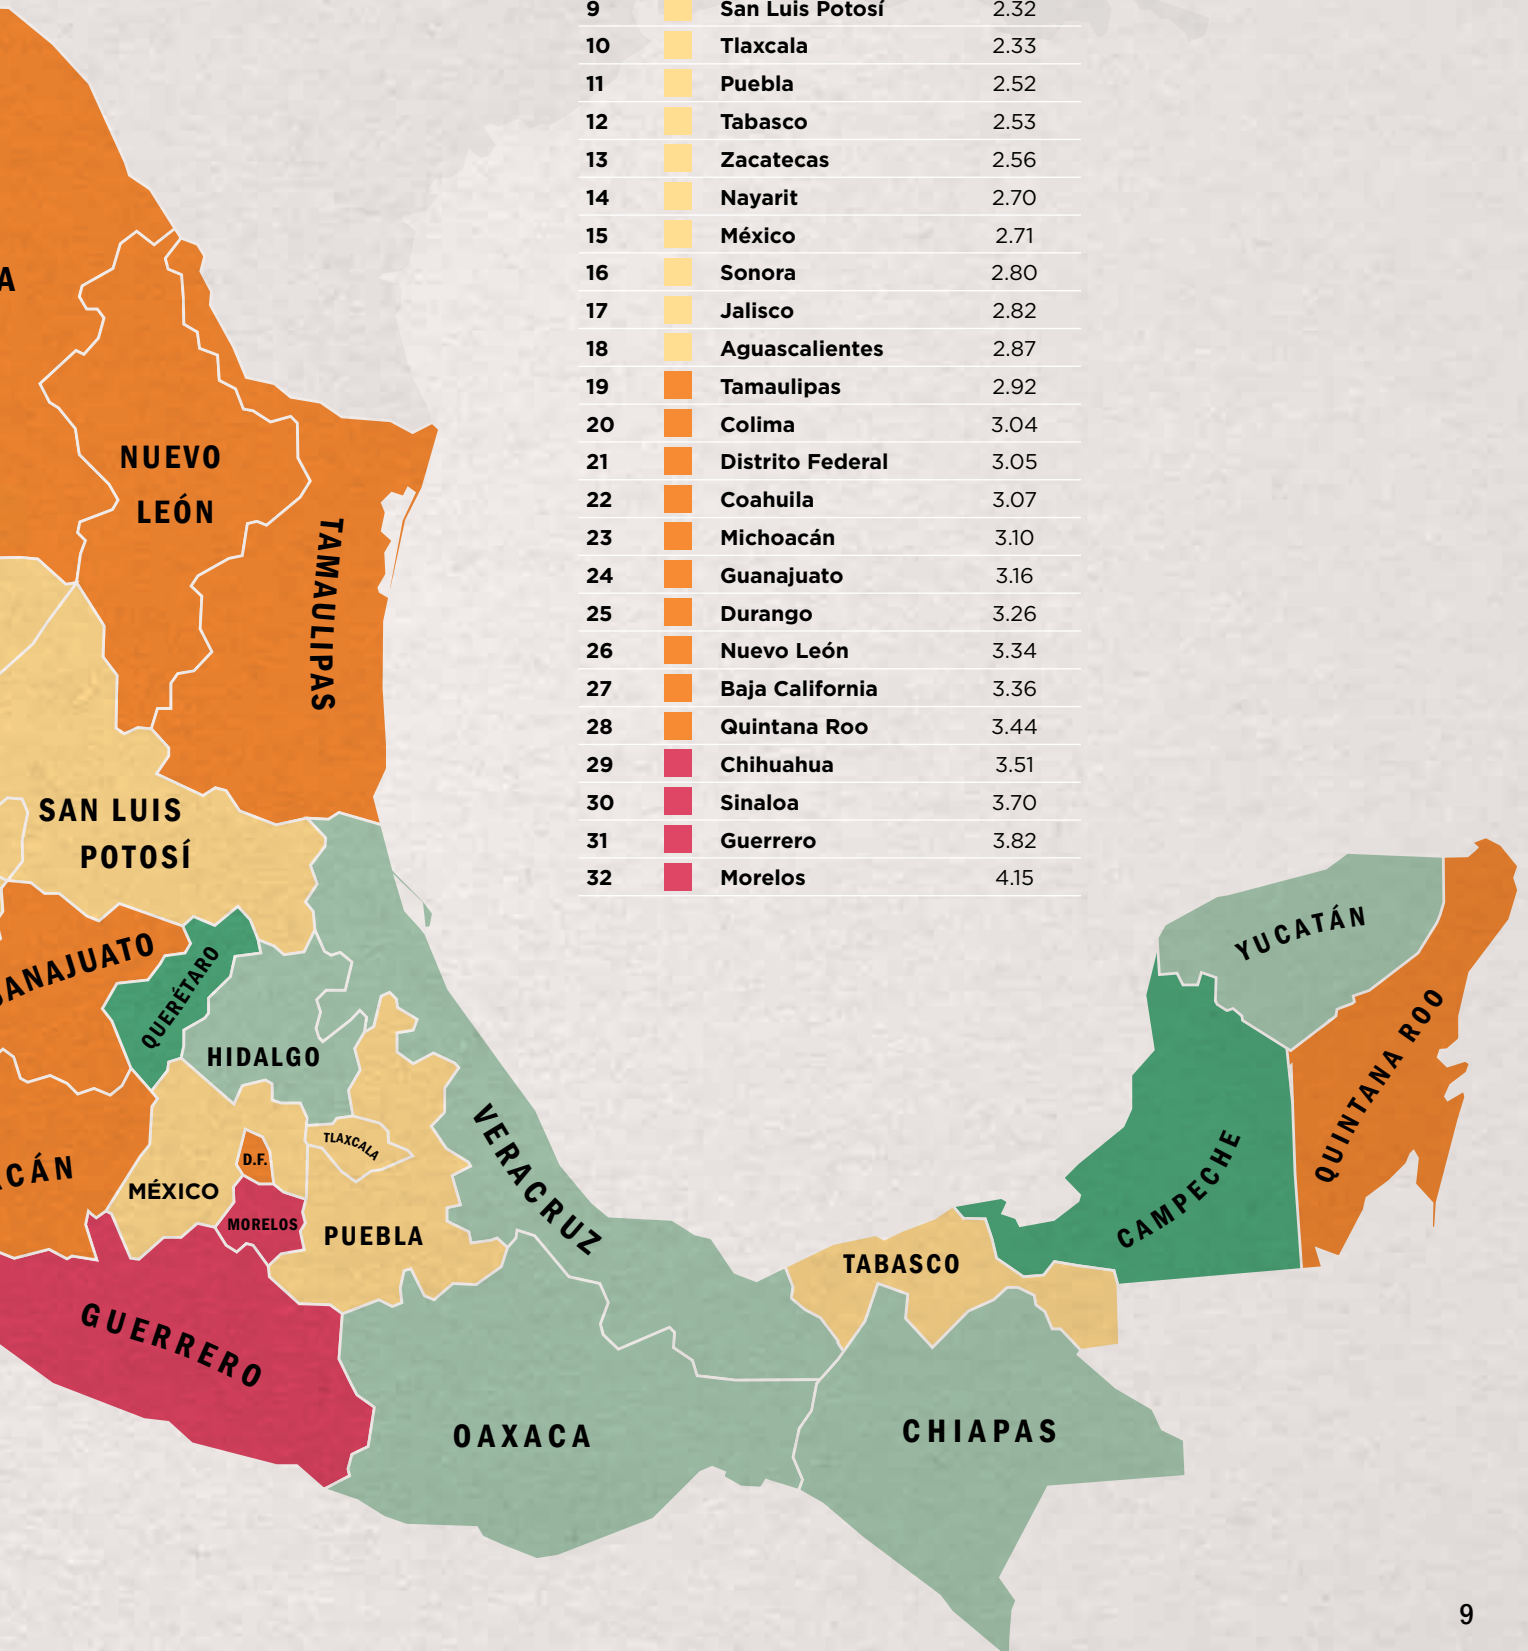 9 San Luis Potosí 2.32
10 Tlaxcala 2.33
11 Puebla 2.52
12 Tabasco 2.53
13 Zacatecas 2.56
14 Nayarit 2.70
15 México 2.71
16 Sonora 2.80
17 Jalisco 2.82
18 Aguascalientes 2.87
19 Tamaulipas 2.92
20 Colima 3.04
21 Distrito Federal 3.05
22 Coahuila 3.07
23 Michoacán 3.10
24 Guanajuato 3.16
25 Durango 3.26
26 Nuevo León 3.34
27 Baja California 3.36
28 Quintana Roo 3.44
29 Chihuahua 3.51
30 Sinaloa 3.70
31 Guerrero 3.82
32 Morelos 4.15
A
NUEVO
LEÓN
TAMAULIPAS
SAN LUIS
POTOSÍ
ANAJUATO
QUERÉTARO
HIDALGO
VERACRUZ
TLAXCALA
D.F.
CÁN
MÉXICO
MORELOS
PUEBLA
GUERRERO
OAXACA
TABASCO
CHIAPAS
CAMPECHE
YUCATÁN
QUINTANA ROO
9